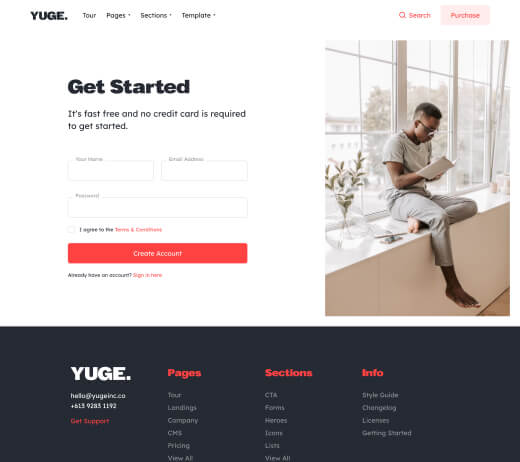 YUGE.
Tour Pages Sections Template
Search
Purchase
Get Started
It's fast free and no credit card is required
to get started.
Your Name
Email Address
Password
I agree to the Terms & Conditions
Create Account
Already have an account? Sign in here
YUGE.
hello@yugeinc.co
+613 9283 1192
Get Support
Pages
Tour
Landings
Company
CMS
Pricing
View All
Sections
CTA
Forms
Heroes
Icons
Lists
View All
Info
Style Guide
Changelog
Licenses
Getting Started